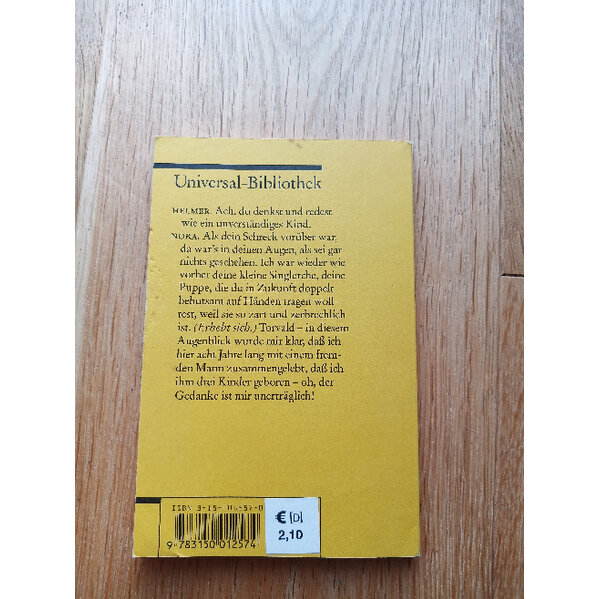 Universal-Bibliothek
HELMER. Ach, du denkst und redest
wie ein unverständiges Kind.
NORA. Als dein Schreck vorüber war,
da war's in deinen Augen, als sei gar
nichts geschehen. Ich war wieder wie
vorher deine kleine Singlerche, deine
Puppe, die du in Zukunft doppelt
behutsam auf Händen tragen woll-
test, weil sie so zart und zerbrechlich
ist. (Erhebt sich.) Torvald – in diesem
Augenblick wurde mir klar, daß ich
hier acht Jahre lang mit einem frem-
den Mann zusammengelebt, daß ich
ihm drei Kinder geboren – oh, der
Gedanke ist mir unerträglich!
ISBN 3-15-
€ [D]
2,10
9 783150 012574